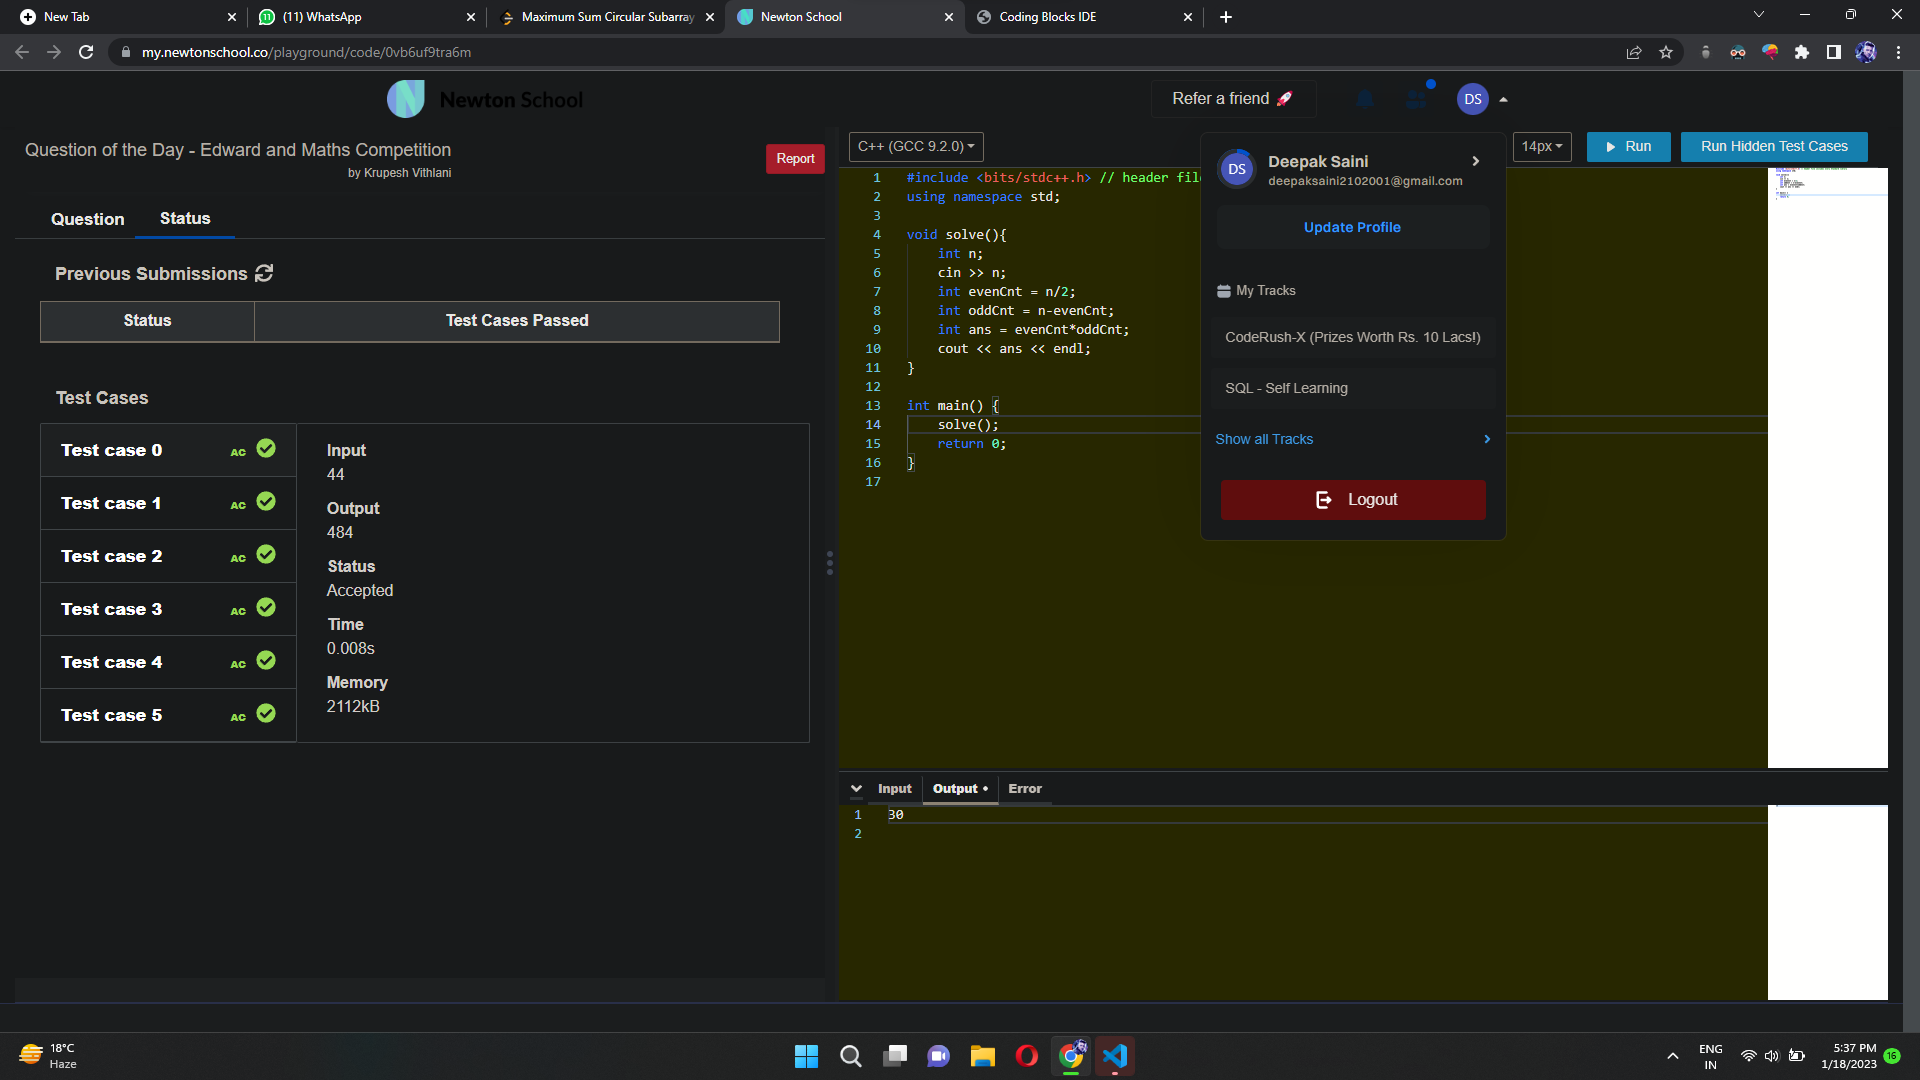 New Tab
(11) WhatsApp
Maximum Sum Circular Subarray
Newton School
Coding Blocks IDE
my.newtonschool.co/playground/code/0vb6uf9tra6m
Newton School
Refer a friend
DS
Question of the Day - Edward and Maths Competition
by Krupesh Vithlani
Report
Question
Status
Previous Submissions
Status
Test Cases Passed
Test Cases
Test case 0 AC
Test case 1 AC
Test case 2 AC
Test case 3 AC
Test case 4 AC
Test case 5 AC
Input
44
Output
484
Status
Accepted
Time
0.008s
Memory
2112kB
C++ (GCC 9.2.0)
14px
Run
Run Hidden Test Cases
1 #include <bits/stdc++.h> // header fil
2 using namespace std;
3
4 void solve(){
5 int n;
6 cin >> n;
7 int evenCnt = n/2;
8 int oddCnt = n-evenCnt;
9 int ans = evenCnt*oddCnt;
10 cout << ans << endl;
11 }
12
13 int main() {
14 solve();
15 return 0;
16 }
17
DS
Deepak Saini
deepaksaini2102001@gmail.com
Update Profile
My Tracks
CodeRush-X (Prizes Worth Rs. 10 Lacs!)
SQL - Self Learning
Show all Tracks
Logout
Input
Output •
Error
1 30
2
18°C
Haze
ENG
IN
5:37 PM
1/18/2023
16